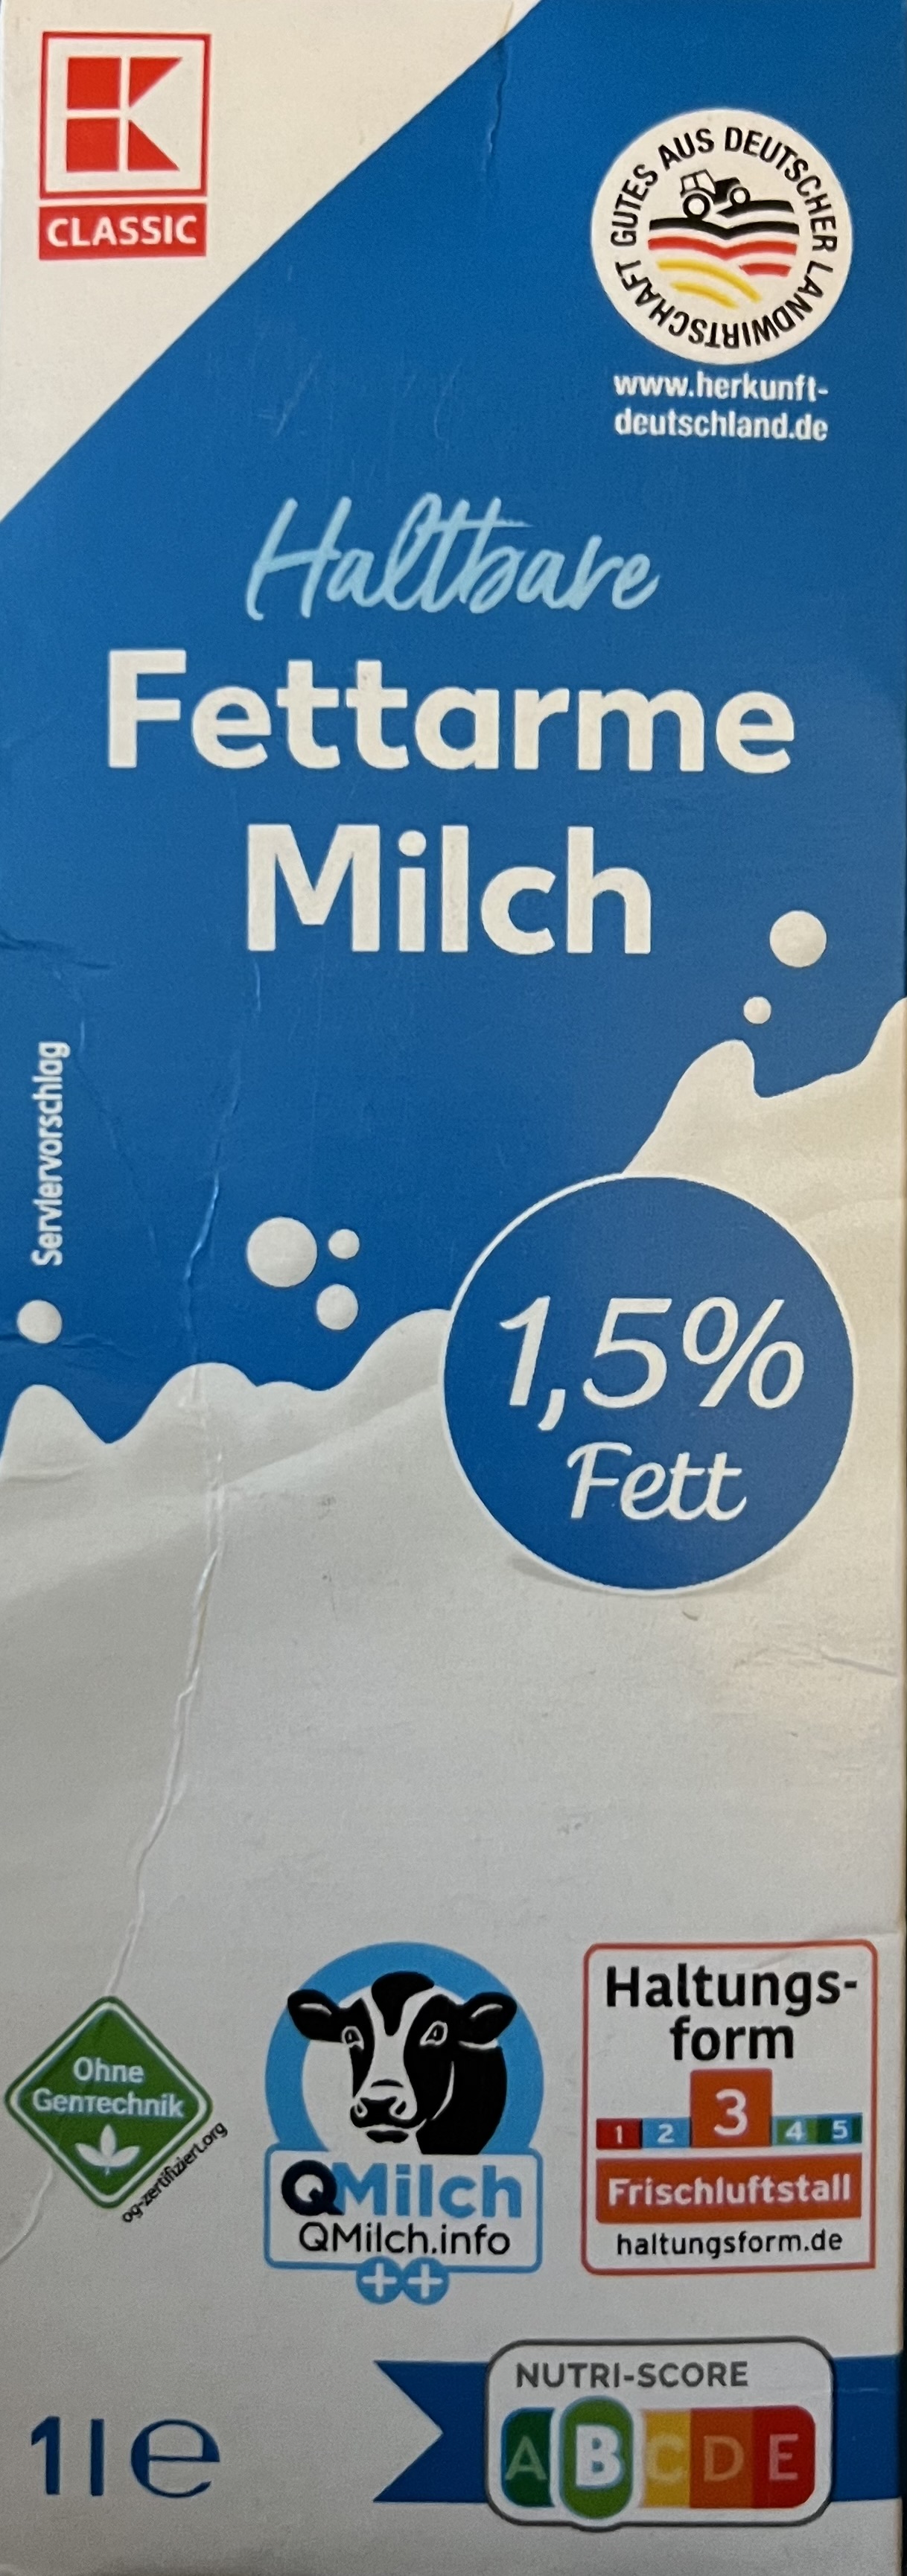 K
CLASSIC
GUTES AUS DEUTSCHER LANDWIRTSCHAFT
www.herkunft-
deutschland.de
Haltbare
Fettarme
Milch
Serviervorschlag
1,5%
Fett
Ohne
GenTechnik
og-zertifiziert.org
QMilch
QMilch.info
++
Haltungs-
form
1 2 3 4 5
Frischluftstall
haltungsform.de
NUTRI-SCORE
A B C D E
1 l e